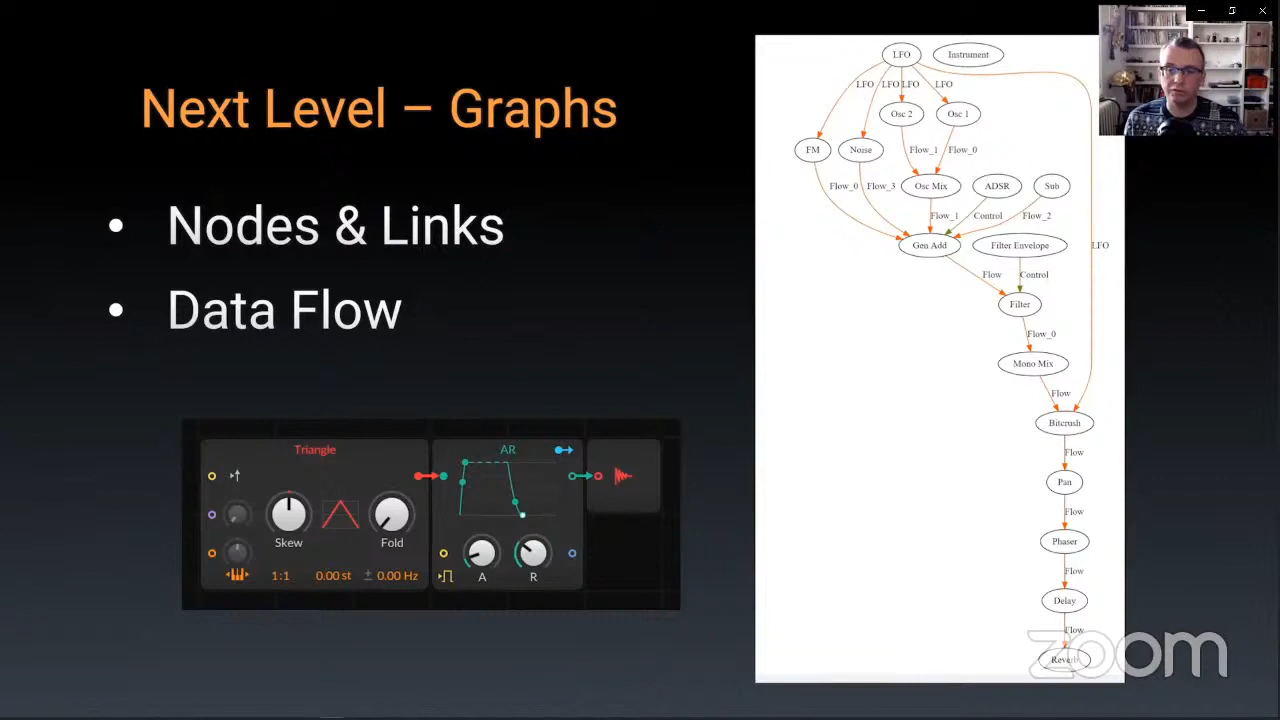 Next Level – Graphs
• Nodes & Links
• Data Flow
Triangle
AR
Skew
Fold
A
R
1:1
0.00 st
± 0.00 Hz
LFO
Instrument
LFO
LFO
LFO
LFO
Osc 2
Osc 1
FM
Noise
Flow_1
Flow_0
Flow_0
Flow_3
Osc Mix
ADSR
Sub
Flow_1
Control
Flow_2
Gen Add
Filter Envelope
LFO
Flow
Control
Filter
Flow_0
Mono Mix
Flow
Bitcrush
Flow
Pan
Flow
Phaser
Flow
Delay
Flow
Reverb
zoom